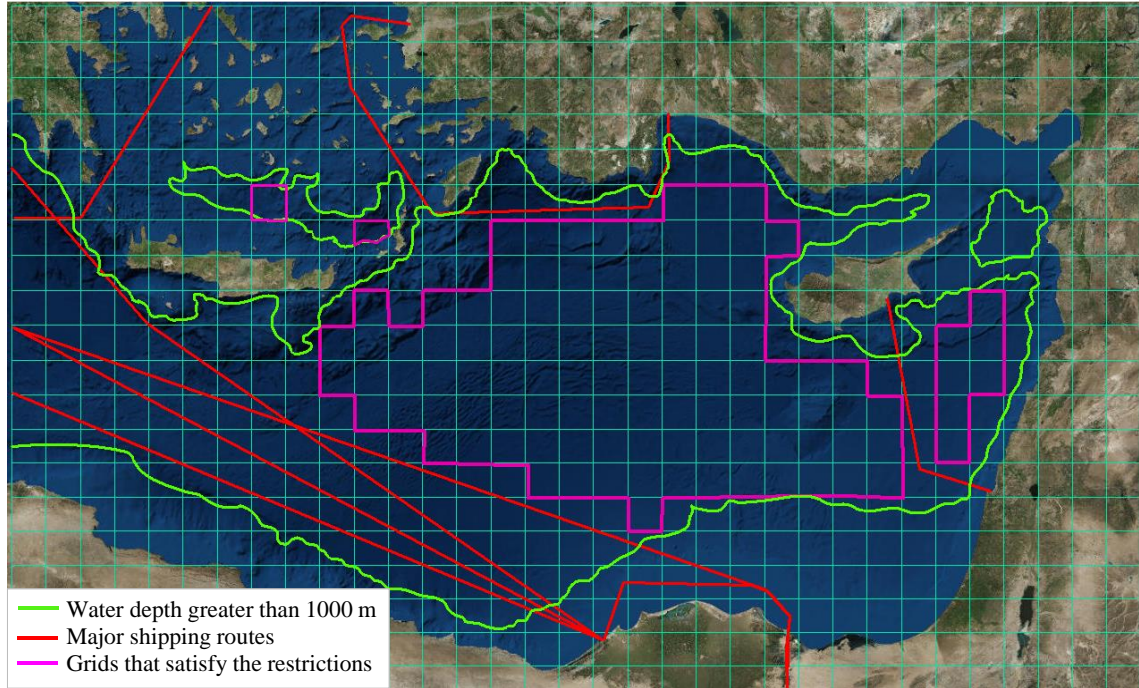 Water depth greater than 1000 m
Major shipping routes
Grids that satisfy the restrictions